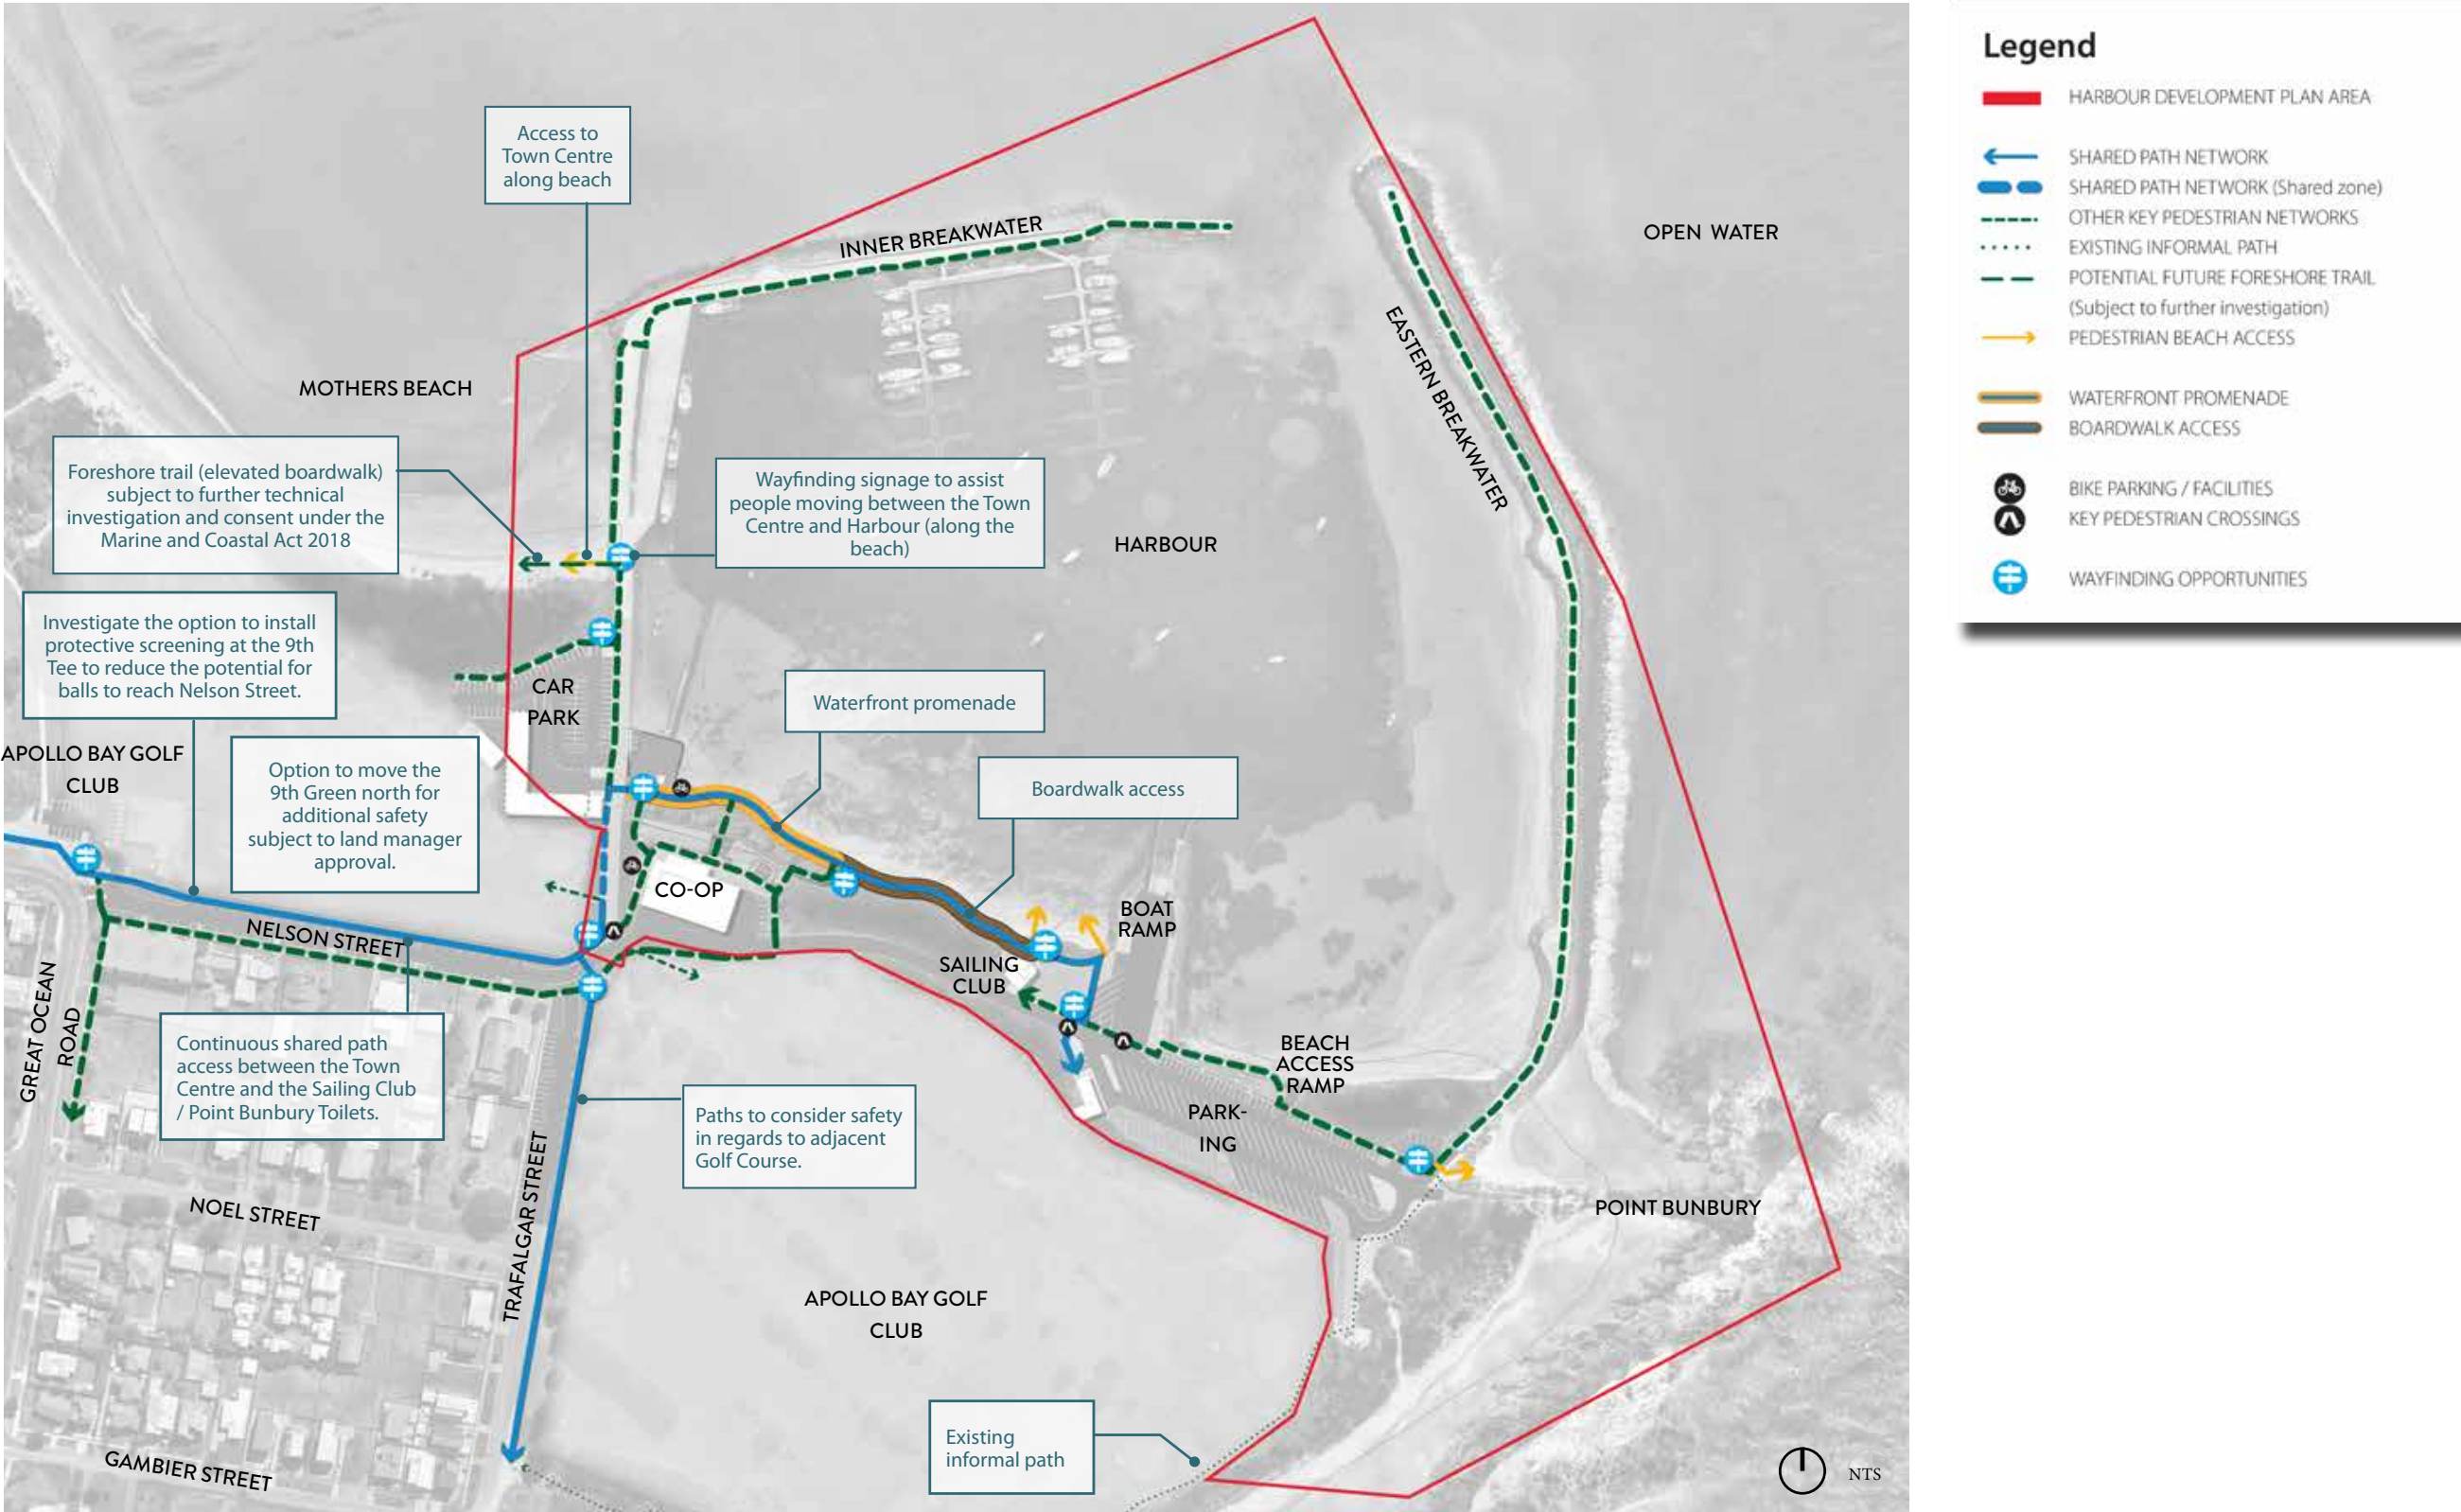 Access to
Town Centre
along beach
INNER BREAKWATER
OPEN WATER
EASTERN BREAKWATER
MOTHERS BEACH
Foreshore trail (elevated boardwalk)
subject to further technical
investigation and consent under the
Marine and Coastal Act 2018
Wayfinding signage to assist
people moving between the Town
Centre and Harbour (along the
beach)
HARBOUR
Investigate the option to install
protective screening at the 9th
Tee to reduce the potential for
balls to reach Nelson Street.
CAR
PARK
Waterfront promenade
APOLLO BAY GOLF
CLUB
Option to move the
9th Green north for
additional safety
subject to land manager
approval.
Boardwalk access
CO-OP
BOAT
RAMP
NELSON STREET
SAILING
CLUB
GREAT OCEAN
ROAD
Continuous shared path
access between the Town
Centre and the Sailing Club
/ Point Bunbury Toilets.
BEACH
ACCESS
RAMP
PARK-
ING
Paths to consider safety
in regards to adjacent
Golf Course.
TRAFALGAR STREET
NOEL STREET
POINT BUNBURY
APOLLO BAY GOLF
CLUB
Existing
informal path
GAMBIER STREET
NTS
Legend
HARBOUR DEVELOPMENT PLAN AREA
SHARED PATH NETWORK
SHARED PATH NETWORK (Shared zone)
OTHER KEY PEDESTRIAN NETWORKS
EXISTING INFORMAL PATH
POTENTIAL FUTURE FORESHORE TRAIL
(Subject to further investigation)
PEDESTRIAN BEACH ACCESS
WATERFRONT PROMENADE
BOARDWALK ACCESS
BIKE PARKING / FACILITIES
KEY PEDESTRIAN CROSSINGS
WAYFINDING OPPORTUNITIES